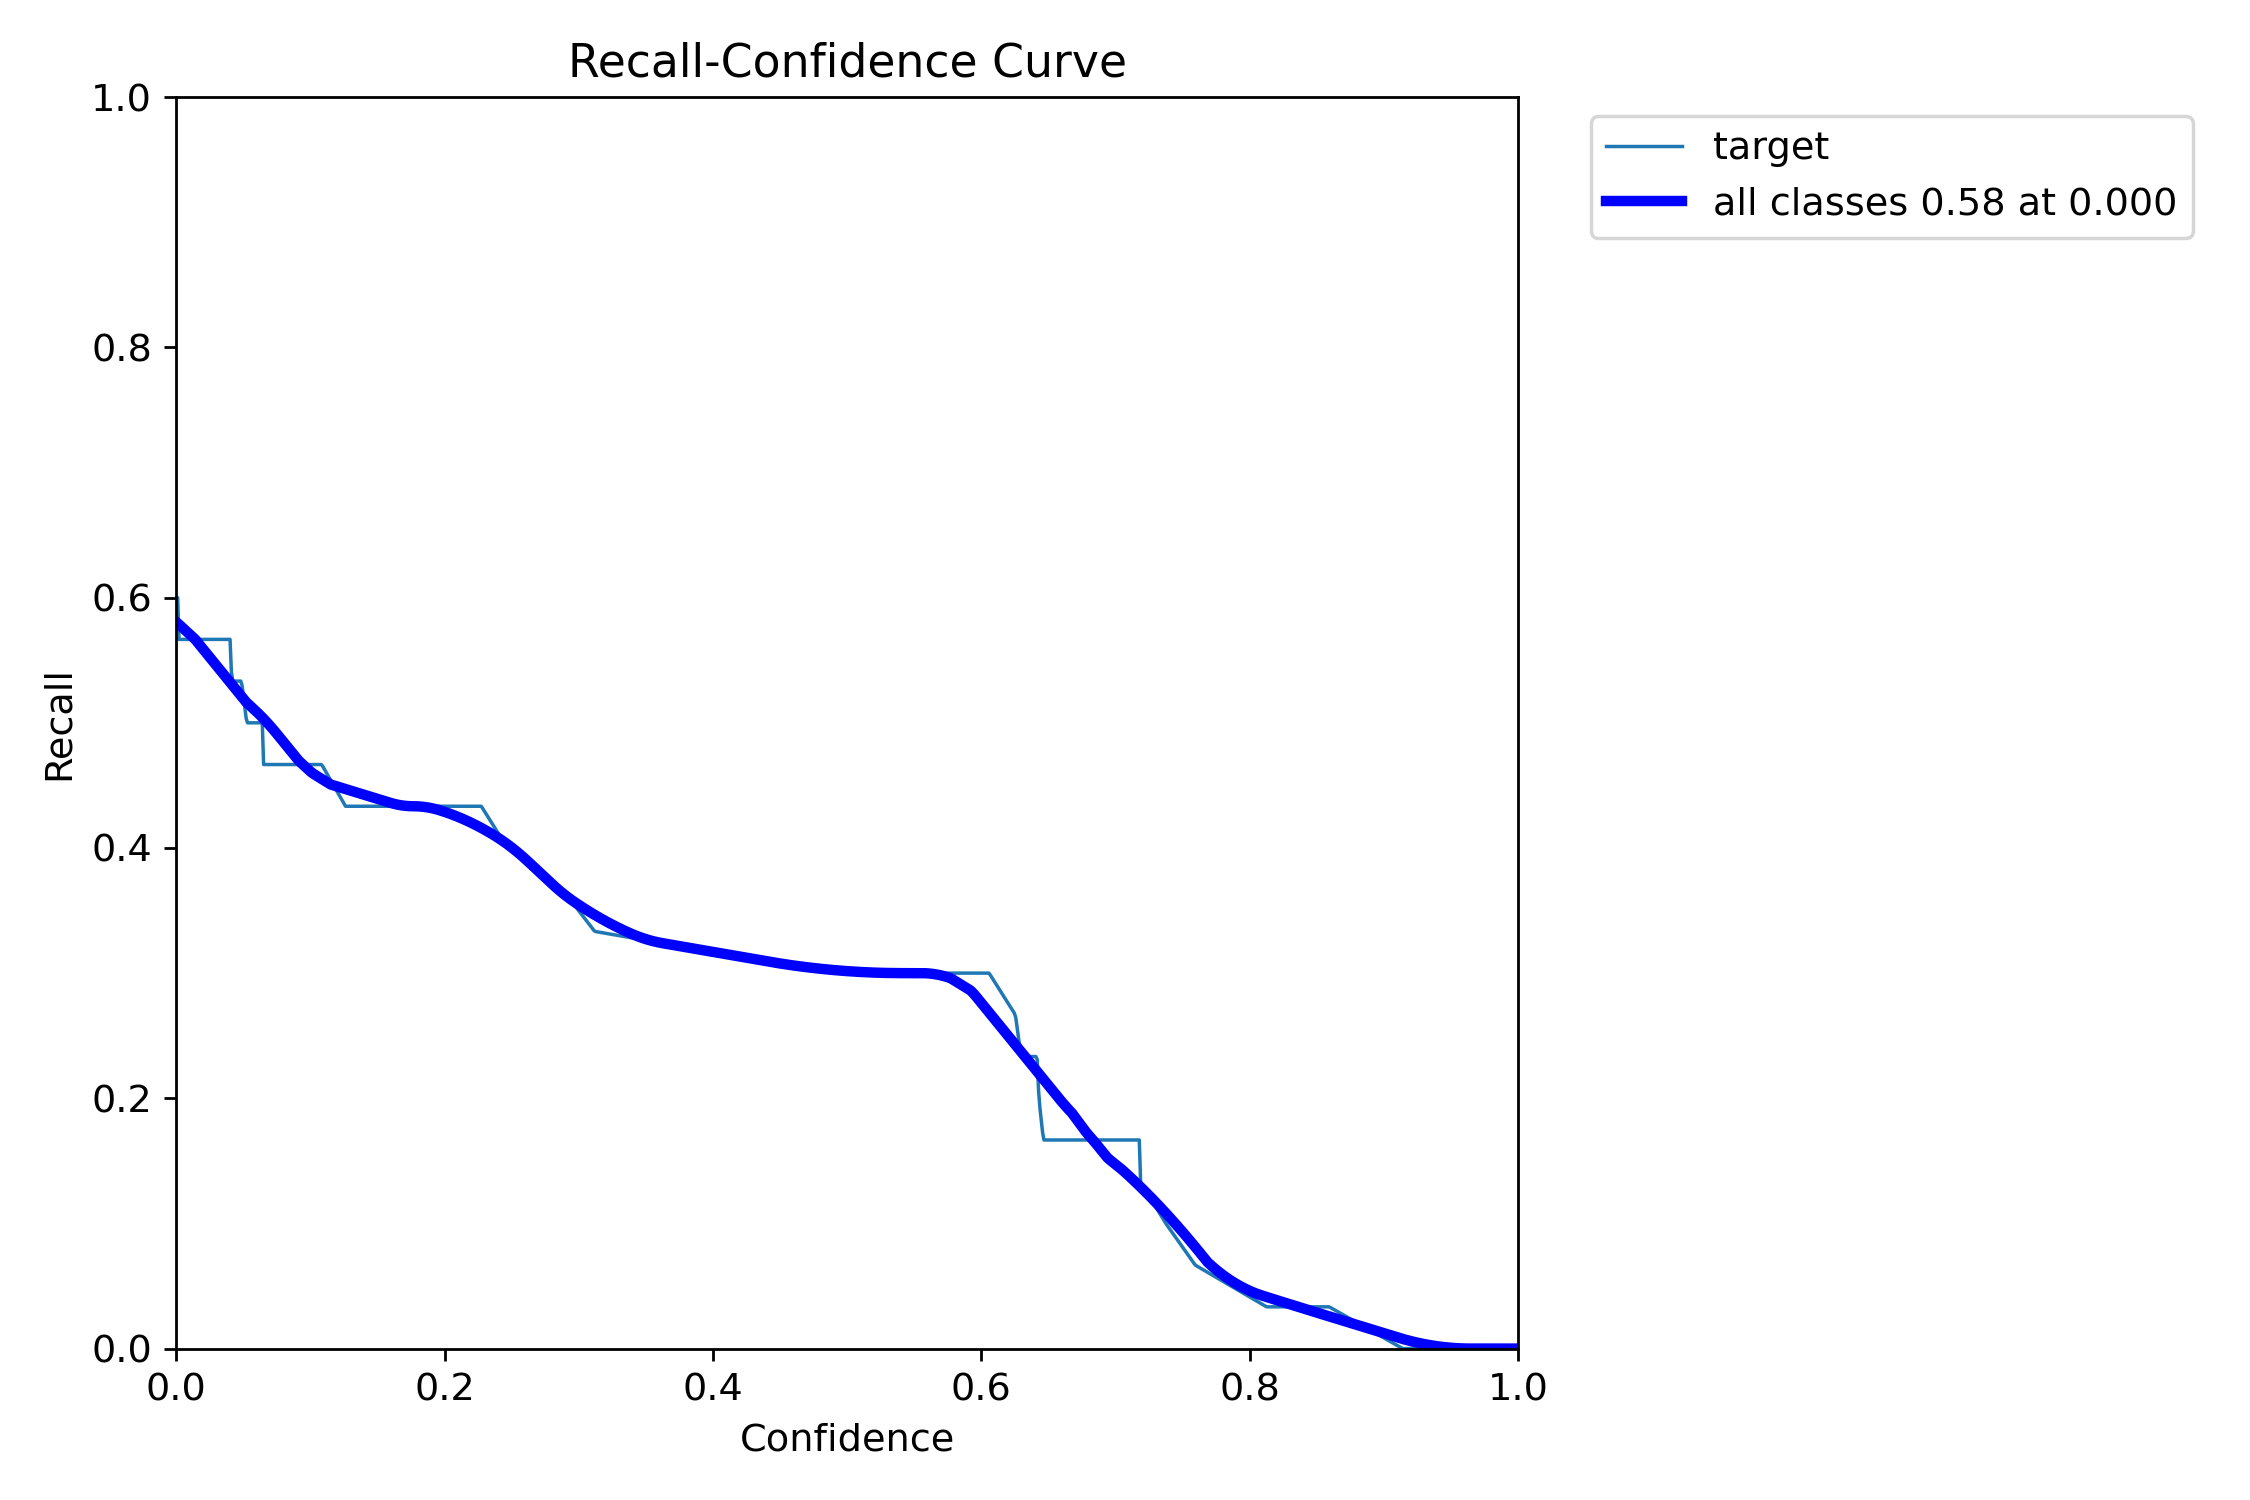 Recall-Confidence Curve
1.0
0.8
0.6
0.4
0.2
0.0
Recall
0.0 0.2 0.4 0.6 0.8 1.0
Confidence
target
all classes 0.58 at 0.000